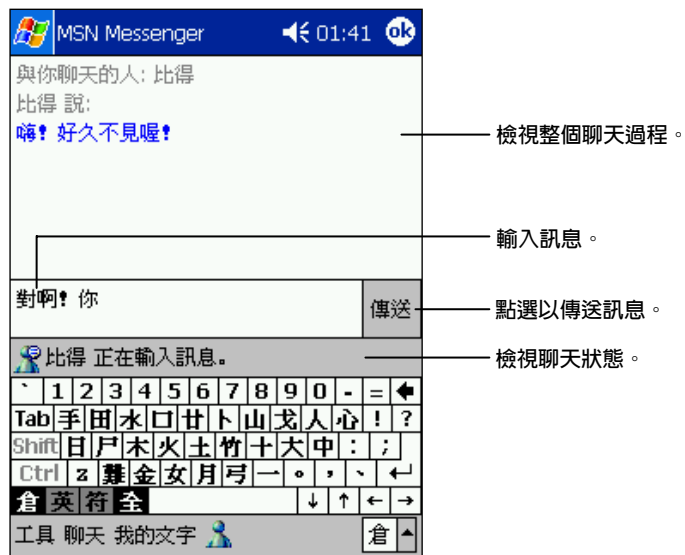 MSN Messenger 01:41 ok
與你聊天的人: 比得
比得 說:
嗨! 好久不見喔!
檢視整個聊天過程。
輸入訊息。
對啊! 你
傳送
點選以傳送訊息。
比得 正在輸入訊息。
檢視聊天狀態。
` 1 2 3 4 5 6 7 8 9 0 - = 🡄
Tab 手 田 水 口 廿 卜 山 戈 人 心 ! ?
Shift 日 尸 木 火 土 竹 十 大 中 : ;
Ctrl z 難 金 女 月 弓 一 。 , 、 ↵
倉 英 符 全 ↓ ↑ ← →
工具 聊天 我的文字 倉